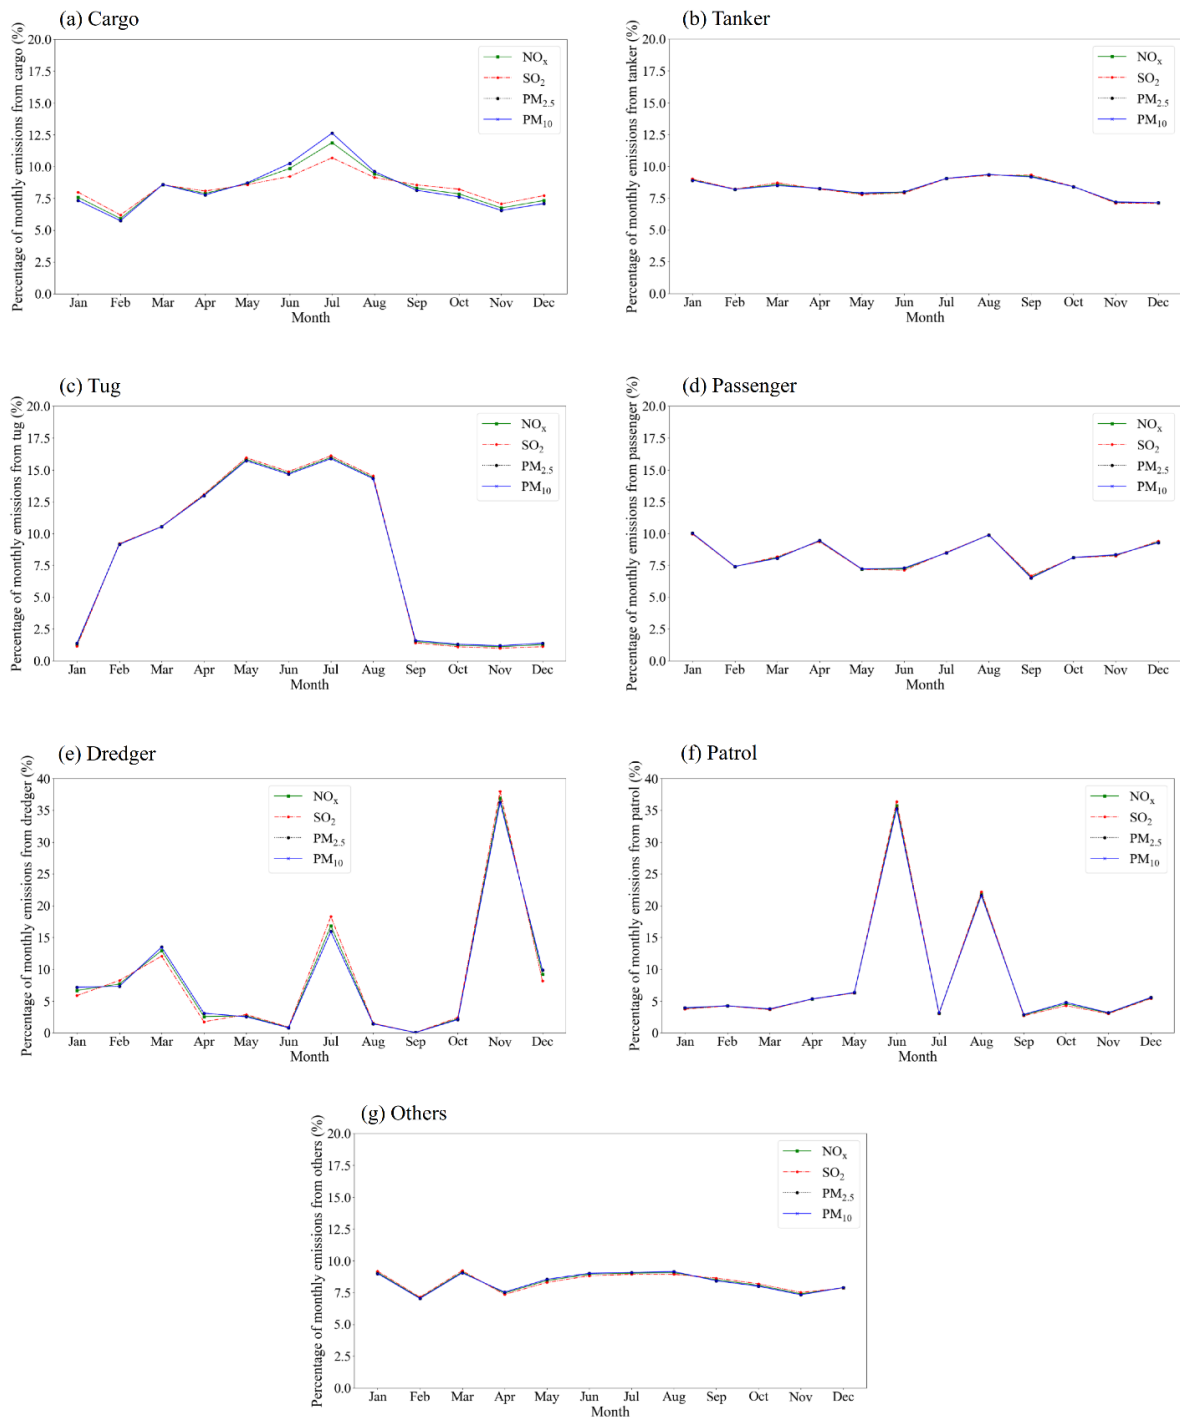 (a) Cargo
Percentage of monthly emissions from cargo (%)
20.0
17.5
15.0
12.5
10.0
7.5
5.0
2.5
0.0
NOx
SO2
PM2.5
PM10
Jan Feb Mar Apr May Jun Jul Aug Sep Oct Nov Dec
Month
(b) Tanker
Percentage of monthly emissions from tanker (%)
20.0
17.5
15.0
12.5
10.0
7.5
5.0
2.5
0.0
NOx
SO2
PM2.5
PM10
Jan Feb Mar Apr May Jun Jul Aug Sep Oct Nov Dec
Month
(c) Tug
Percentage of monthly emissions from tug (%)
20.0
17.5
15.0
12.5
10.0
7.5
5.0
2.5
0.0
NOx
SO2
PM2.5
PM10
Jan Feb Mar Apr May Jun Jul Aug Sep Oct Nov Dec
Month
(d) Passenger
Percentage of monthly emissions from passenger (%)
20.0
17.5
15.0
12.5
10.0
7.5
5.0
2.5
0.0
NOx
SO2
PM2.5
PM10
Jan Feb Mar Apr May Jun Jul Aug Sep Oct Nov Dec
Month
(e) Dredger
Percentage of monthly emissions from dredger (%)
40
35
30
25
20
15
10
5
0
NOx
SO2
PM2.5
PM10
Jan Feb Mar Apr May Jun Jul Aug Sep Oct Nov Dec
Month
(f) Patrol
Percentage of monthly emissions from patrol (%)
40
35
30
25
20
15
10
5
0
NOx
SO2
PM2.5
PM10
Jan Feb Mar Apr May Jun Jul Aug Sep Oct Nov Dec
Month
(g) Others
Percentage of monthly emissions from others (%)
20.0
17.5
15.0
12.5
10.0
7.5
5.0
2.5
0.0
NOx
SO2
PM2.5
PM10
Jan Feb Mar Apr May Jun Jul Aug Sep Oct Nov Dec
Month